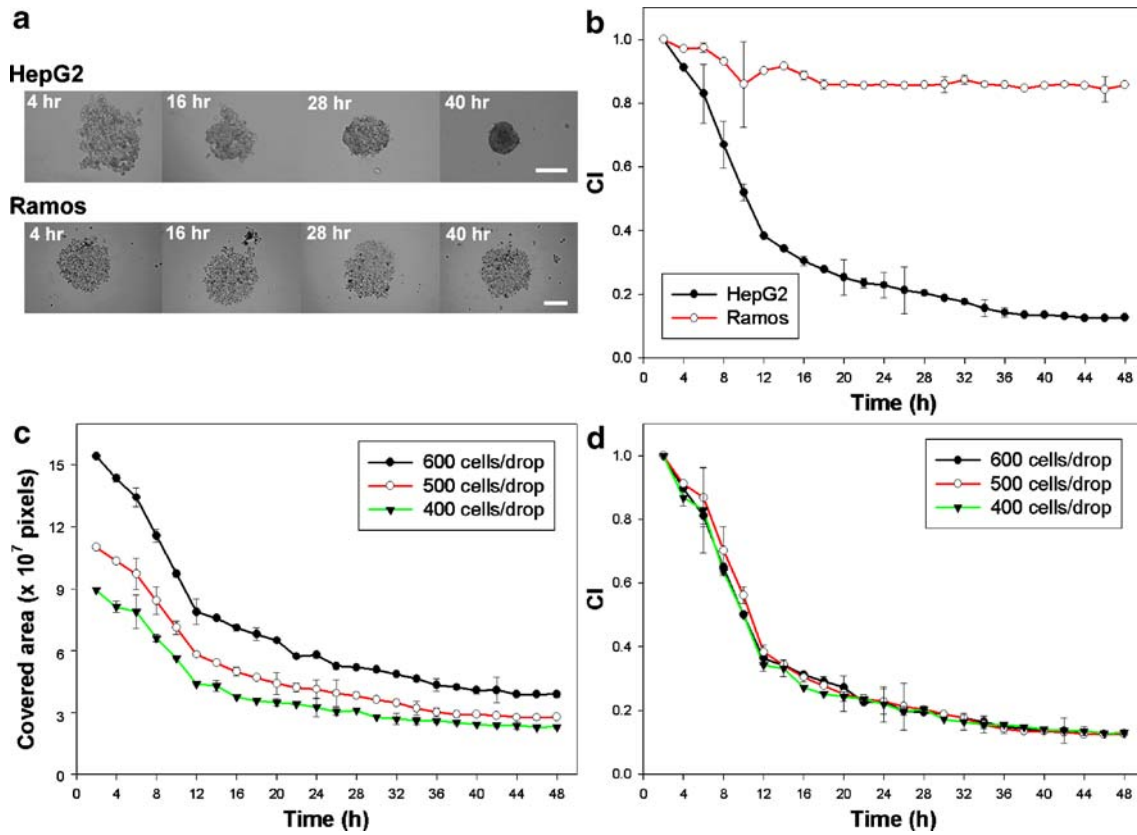 a
HepG2
4 hr 16 hr 28 hr 40 hr
Ramos
4 hr 16 hr 28 hr 40 hr
b
1.0
0.8
0.6
0.4
0.2
0.0
CI
HepG2
Ramos
0 4 8 12 16 20 24 28 32 36 40 44 48
Time (h)
c
15
12
9
6
3
0
Covered area (x 10⁷ pixels)
600 cells/drop
500 cells/drop
400 cells/drop
0 4 8 12 16 20 24 28 32 36 40 44 48
Time (h)
d
1.0
0.8
0.6
0.4
0.2
0.0
CI
600 cells/drop
500 cells/drop
400 cells/drop
0 4 8 12 16 20 24 28 32 36 40 44 48
Time (h)